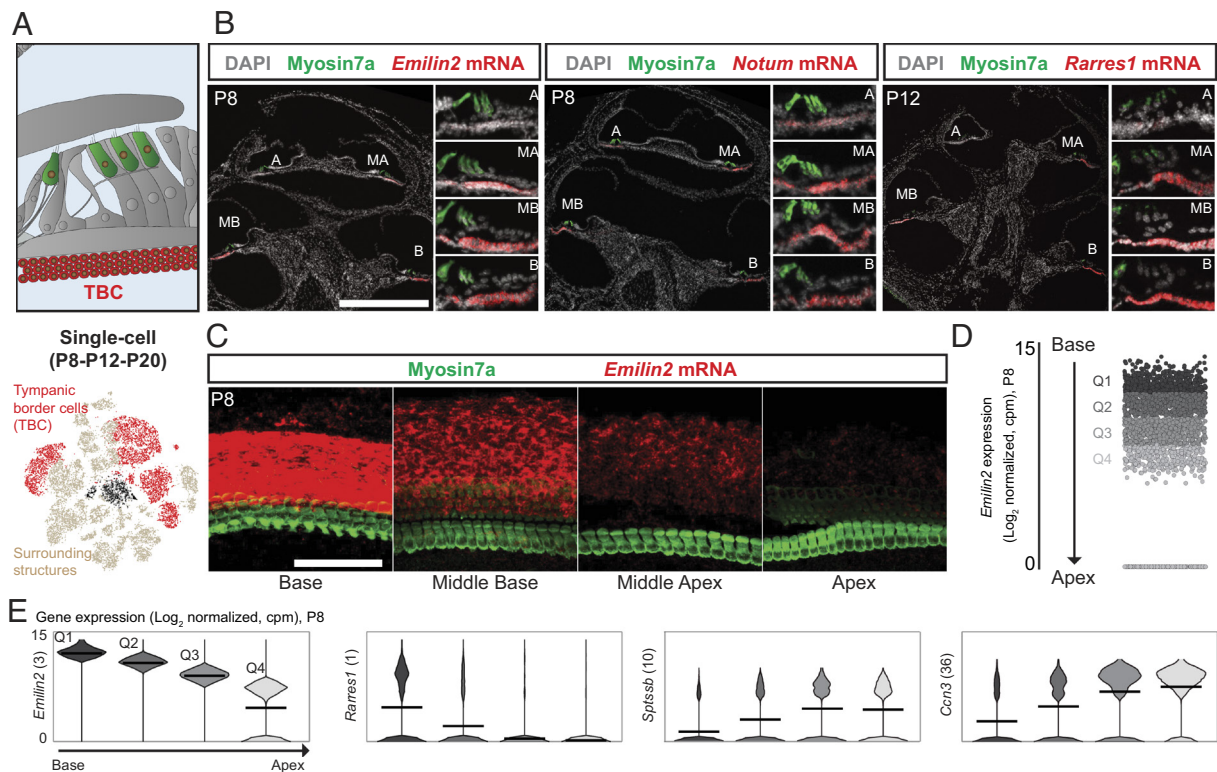 A
TBC
Single-cell
(P8-P12-P20)
Tympanic
border cells
(TBC)
Surrounding
structures
B
DAPI Myosin7a Emilin2 mRNA
P8
A
MA
MB
B
A
MA
MB
B
DAPI Myosin7a Notum mRNA
P8
A
MA
MB
B
A
MA
MB
B
DAPI Myosin7a Rarres1 mRNA
P12
A
MA
MB
B
A
MA
MB
B
C
Myosin7a Emilin2 mRNA
P8
Base
Middle Base
Middle Apex
Apex
D
Emilin2 expression
(Log2 normalized, cpm), P8
15
0
Base
Apex
Q1
Q2
Q3
Q4
E
Gene expression (Log2 normalized, cpm), P8
Emilin2 (3)
15
0
Q1
Q2
Q3
Q4
Base
Apex
Rarres1 (1)
Sptssb (10)
Ccn3 (36)